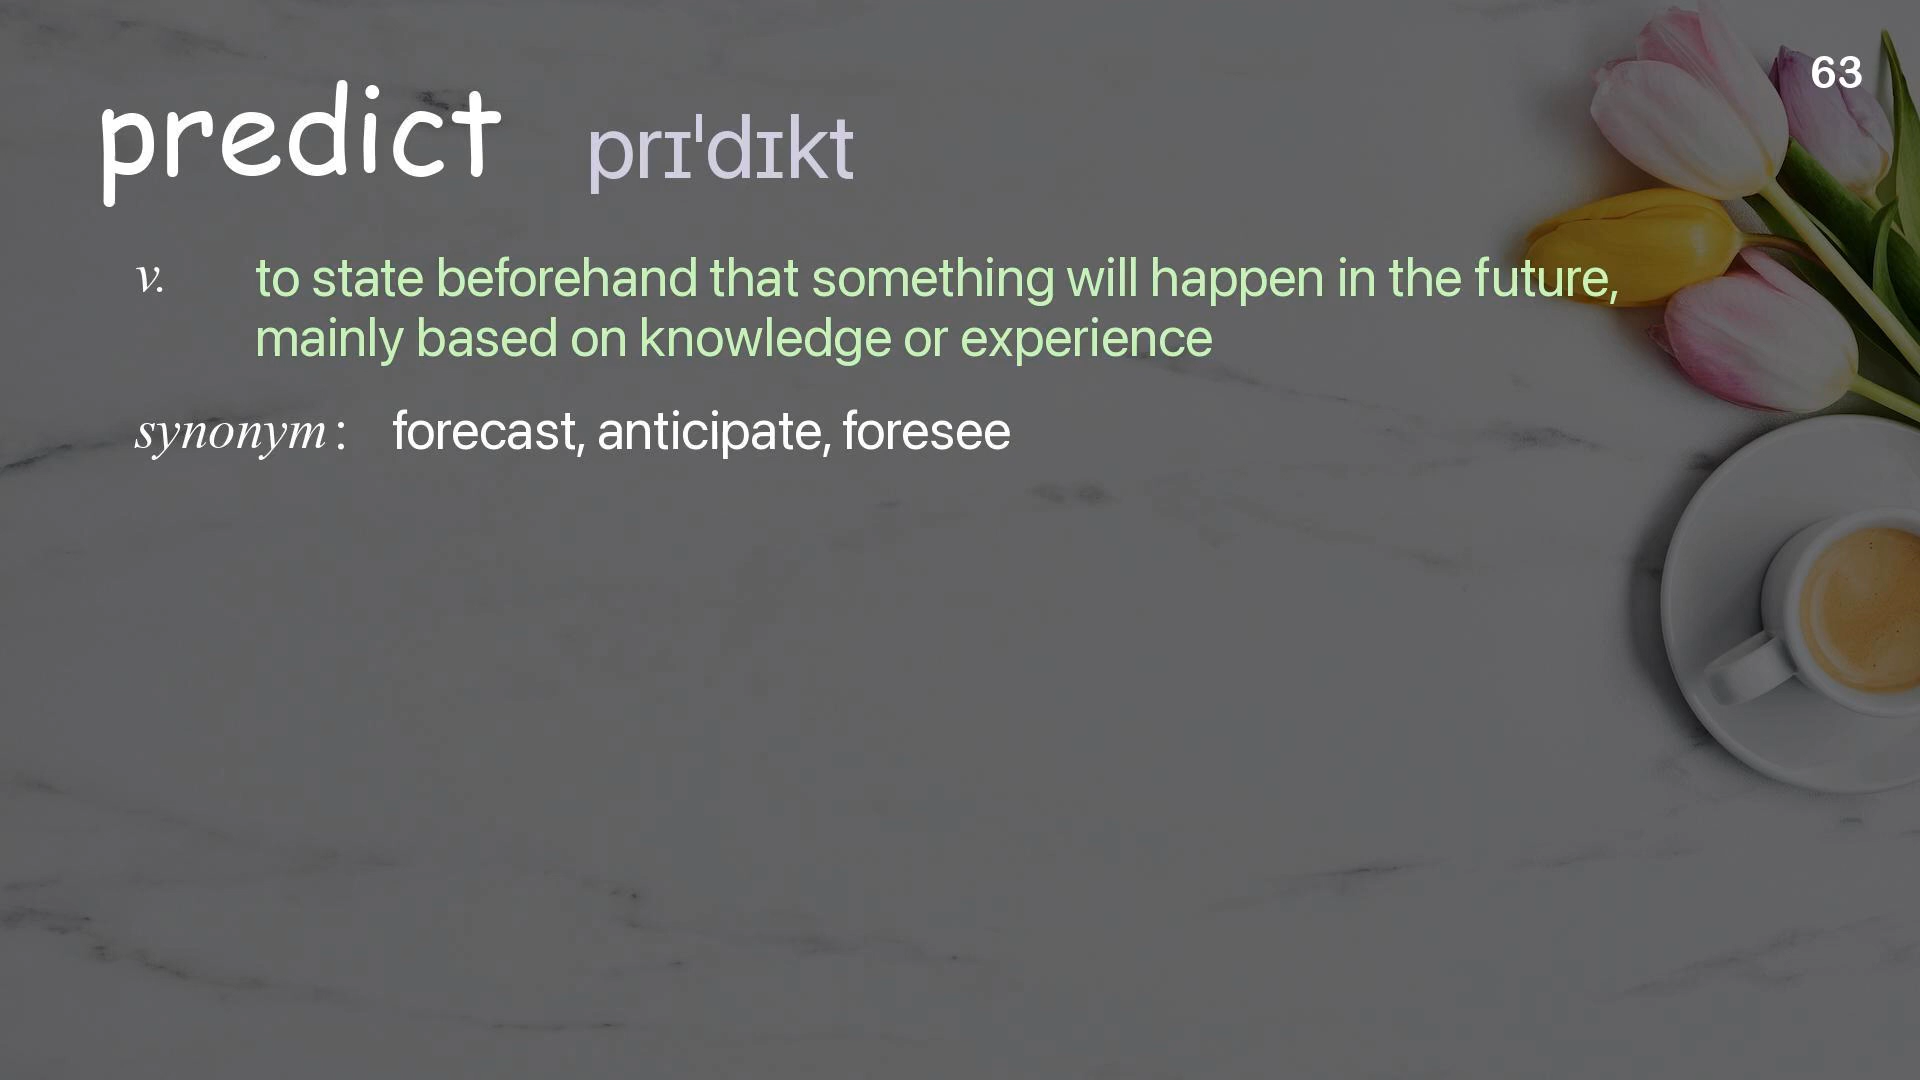 63
predict prɪˈdɪkt
v. to state beforehand that something will happen in the future,
mainly based on knowledge or experience
synonym : forecast, anticipate, foresee